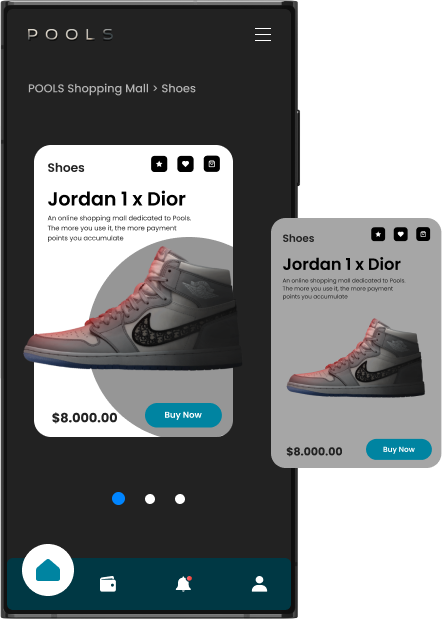 POOLS
POOLS Shopping Mall > Shoes
Shoes
Jordan 1 x Dior
An online shopping mall dedicated to Pools.
The more you use it, the more payment
points you accumulate
$8.000.00
Buy Now
Shoes
Jordan 1 x Dior
An online shopping mall dedicated to Pools.
The more you use it, the more payment
points you accumulate
$8.000.00
Buy Now